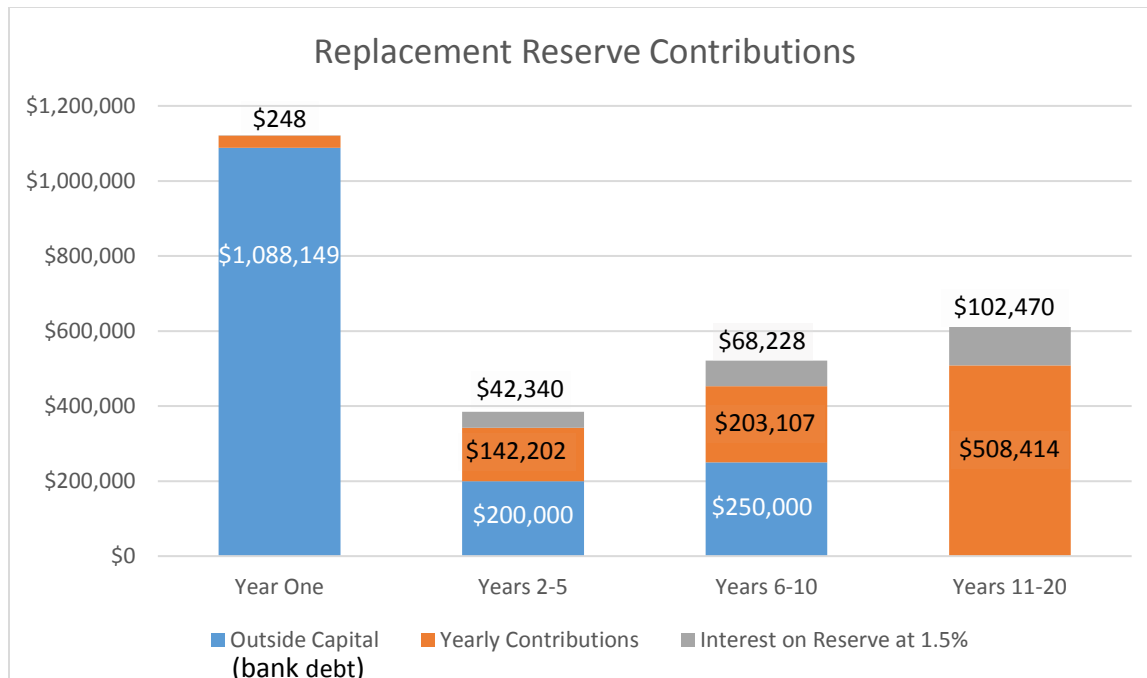 Replacement Reserve Contributions
$1,200,000
$1,000,000
$800,000
$600,000
$400,000
$200,000
$0
$248
$1,088,149
$42,340
$142,202
$200,000
$68,228
$203,107
$250,000
$102,470
$508,414
Year One
Years 2-5
Years 6-10
Years 11-20
Outside Capital
(bank debt)
Yearly Contributions
Interest on Reserve at 1.5%